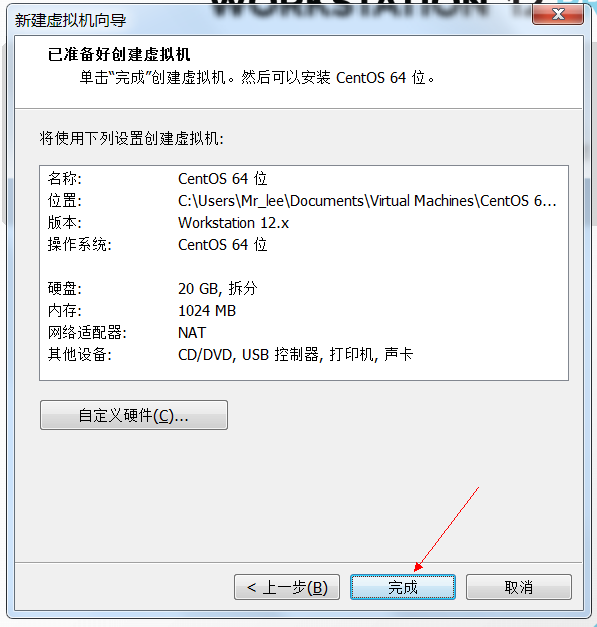 WORKSTATION 12
新建虚拟机向导
已准备好创建虚拟机
单击“完成”创建虚拟机。然后可以安装 CentOS 64 位。
将使用下列设置创建虚拟机:
名称: CentOS 64 位
位置: C:\Users\Mr_lee\Documents\Virtual Machines\CentOS 6...
版本: Workstation 12.x
操作系统: CentOS 64 位
硬盘: 20 GB, 拆分
内存: 1024 MB
网络适配器: NAT
其他设备: CD/DVD, USB 控制器, 打印机, 声卡
自定义硬件(C)...
< 上一步(B) 完成 取消